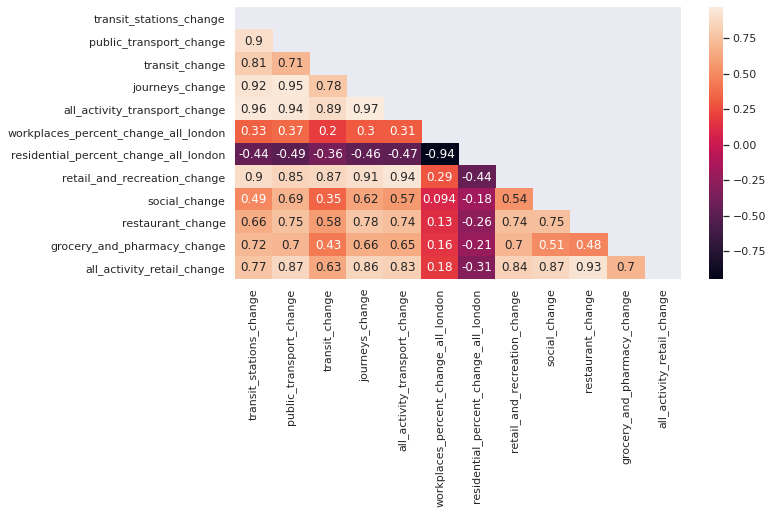 transit_stations_change
public_transport_change 0.9
transit_change 0.81 0.71
journeys_change 0.92 0.95 0.78
all_activity_transport_change 0.96 0.94 0.89 0.97
workplaces_percent_change_all_london 0.33 0.37 0.2 0.3 0.31
residential_percent_change_all_london -0.44 -0.49 -0.36 -0.46 -0.47 -0.94
retail_and_recreation_change 0.9 0.85 0.87 0.91 0.94 0.29 -0.44
social_change 0.49 0.69 0.35 0.62 0.57 0.094 -0.18 0.54
restaurant_change 0.66 0.75 0.58 0.78 0.74 0.13 -0.26 0.74 0.75
grocery_and_pharmacy_change 0.72 0.7 0.43 0.66 0.65 0.16 -0.21 0.7 0.51 0.48
all_activity_retail_change 0.77 0.87 0.63 0.86 0.83 0.18 -0.31 0.84 0.87 0.93 0.7
transit_stations_change
public_transport_change
transit_change
journeys_change
all_activity_transport_change
workplaces_percent_change_all_london
residential_percent_change_all_london
retail_and_recreation_change
social_change
restaurant_change
grocery_and_pharmacy_change
all_activity_retail_change
0.75
0.50
0.25
0.00
−0.25
−0.50
−0.75